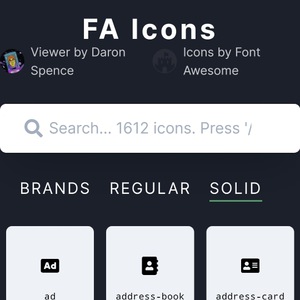 FA Icons
Viewer by Daron
Spence
Icons by Font
Awesome
Search... 1612 icons. Press '/
BRANDS REGULAR SOLID
ad address-book address-card